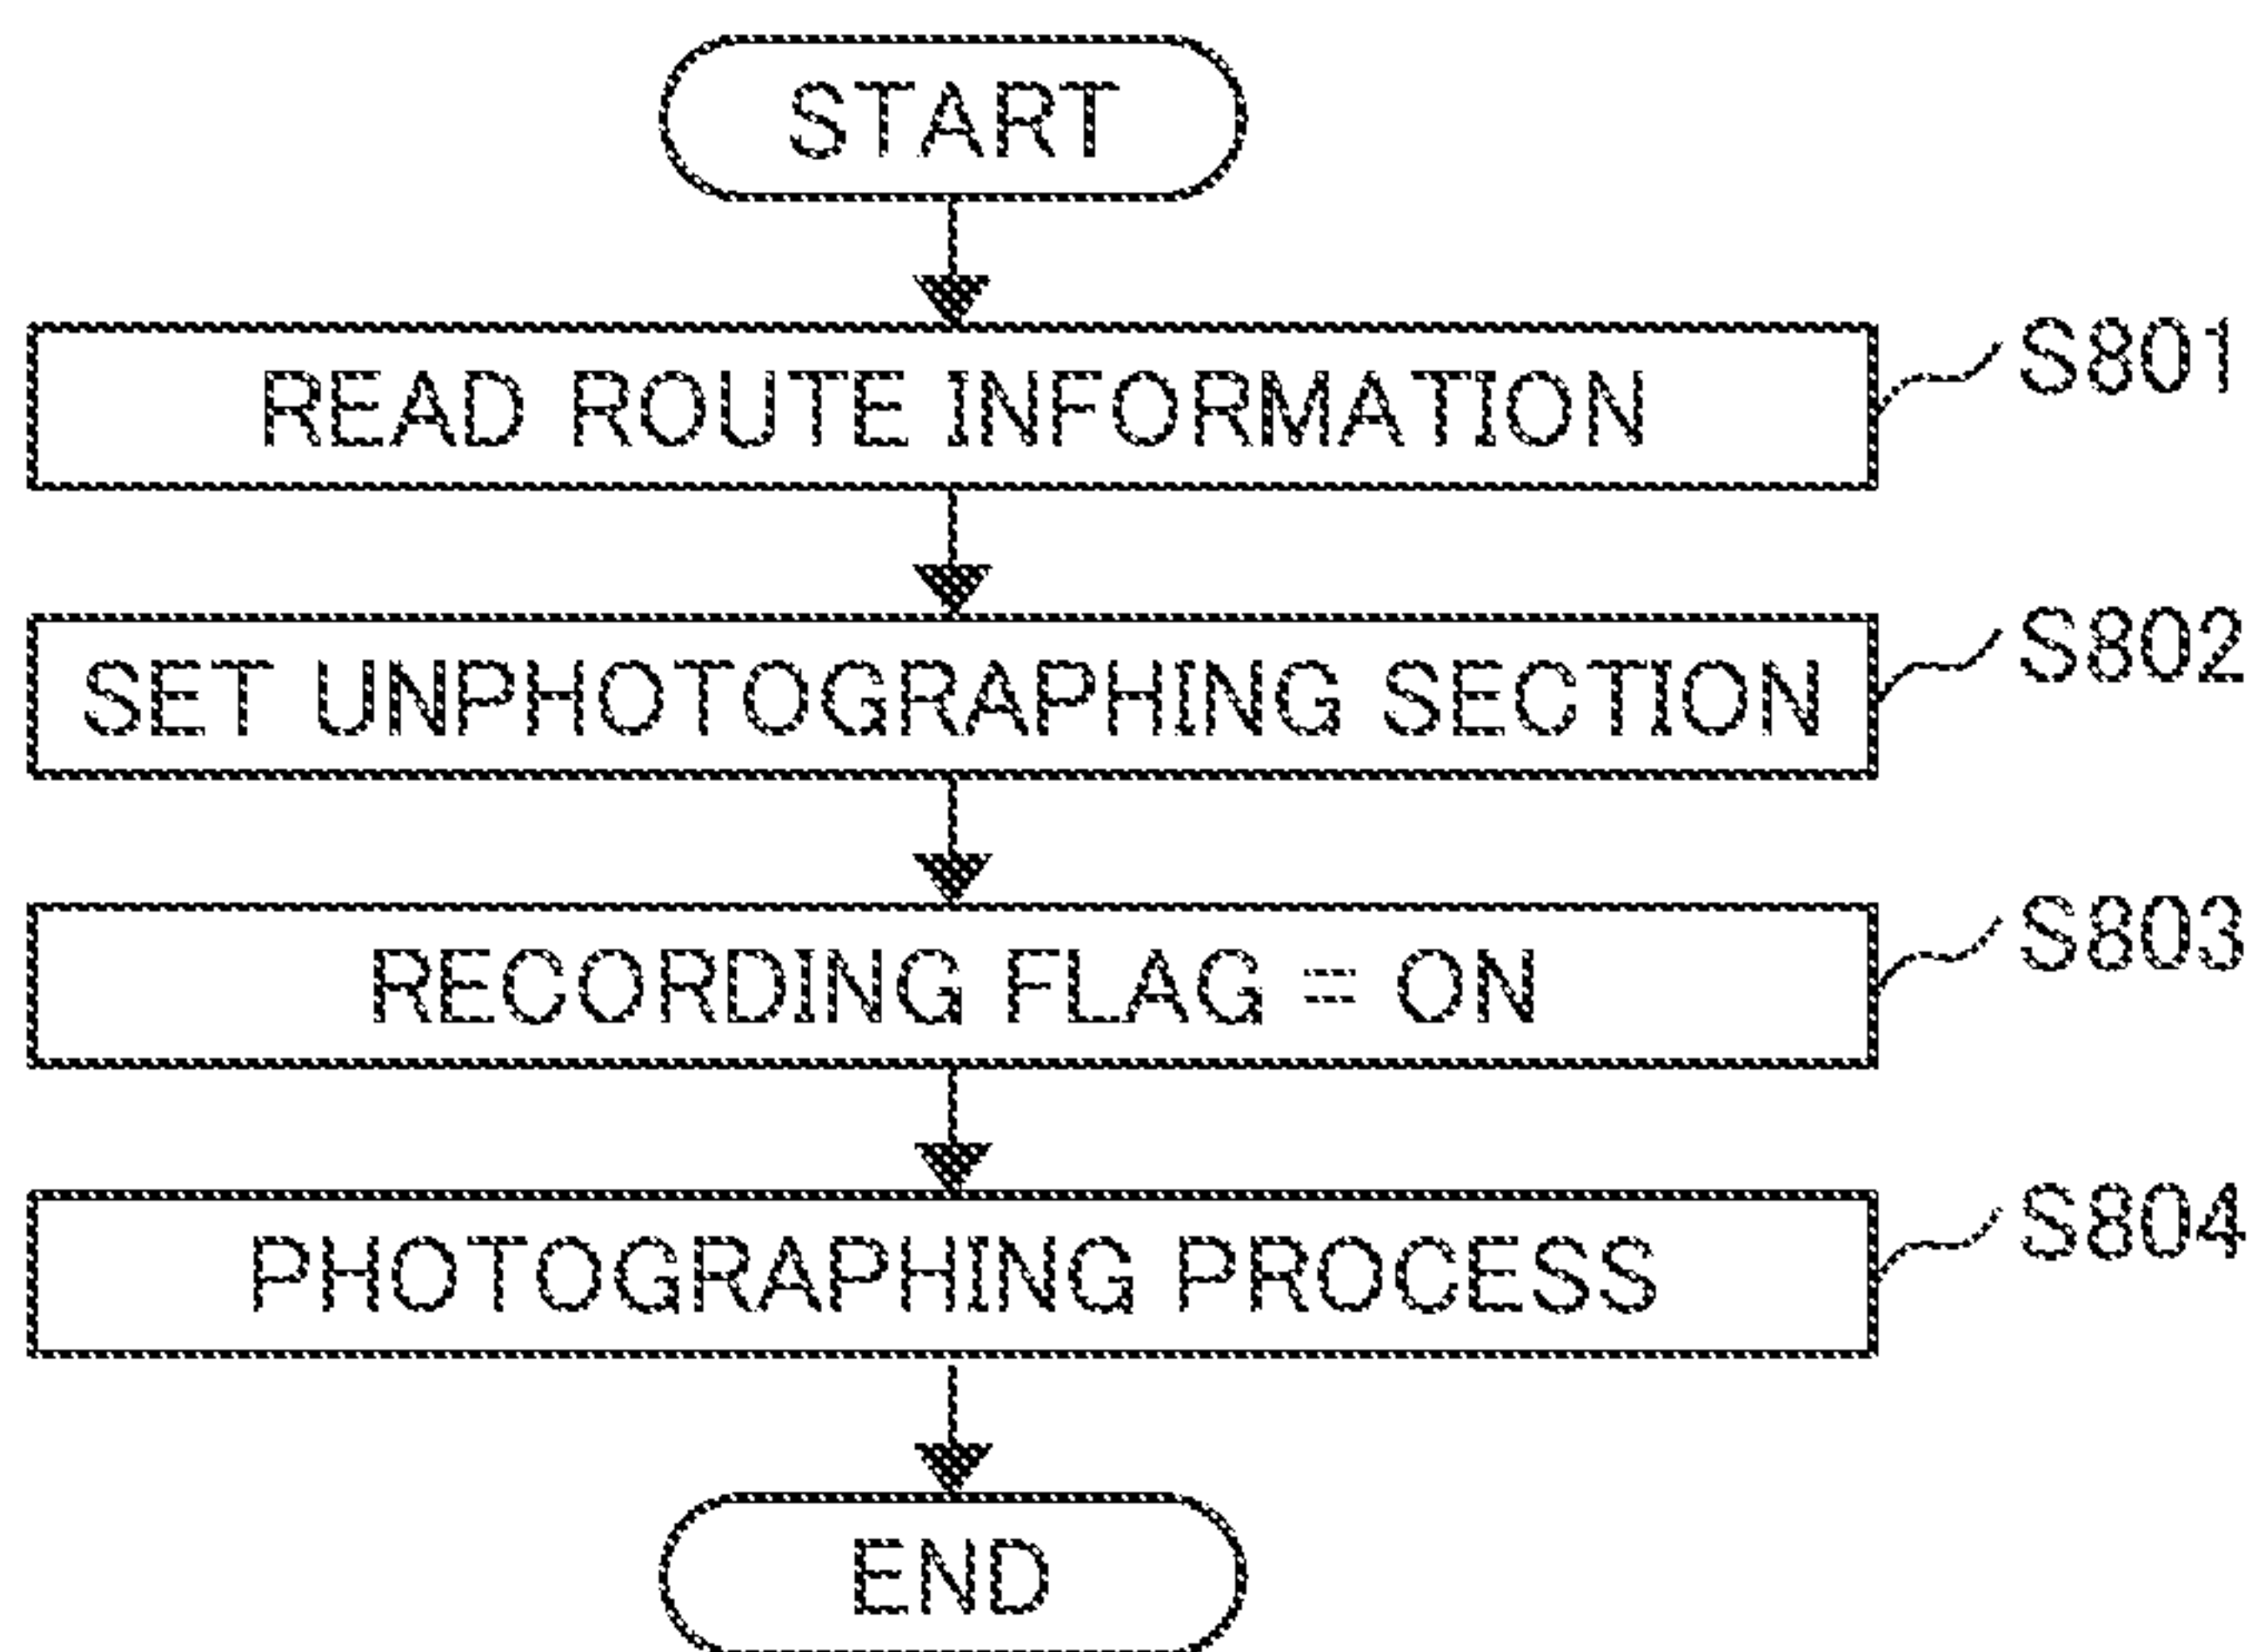 START
READ ROUTE INFORMATION
S801
SET UNPHOTOGRAPHING SECTION
S802
RECORDING FLAG = ON
S803
PHOTOGRAPHING PROCESS
S804
END